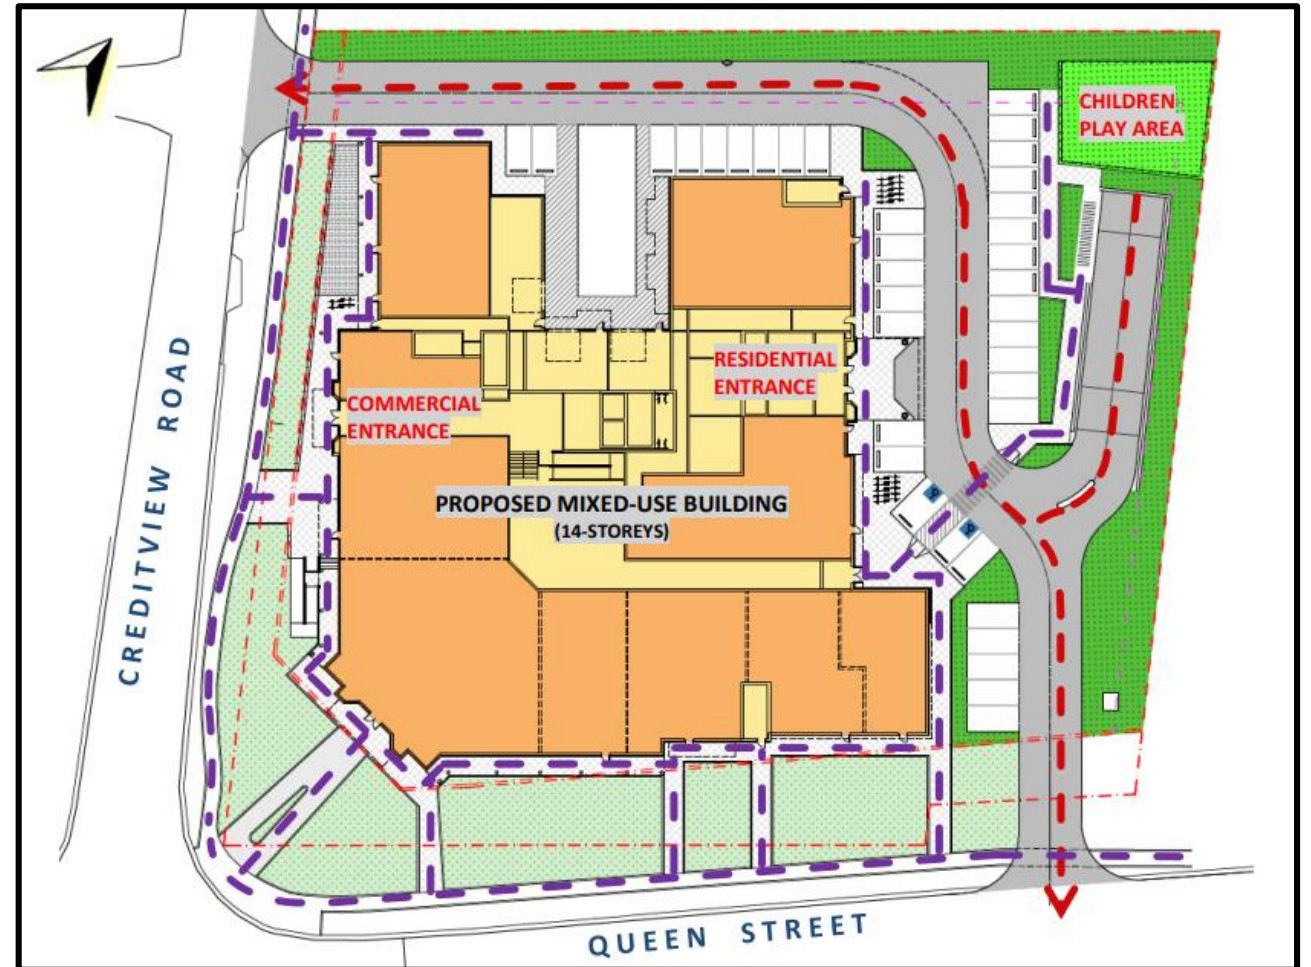 CHILDREN
PLAY AREA
RESIDENTIAL
ENTRANCE
COMMERCIAL
ENTRANCE
PROPOSED MIXED-USE BUILDING
(14-STOREYS)
CREDITVIEW ROAD
QUEEN STREET